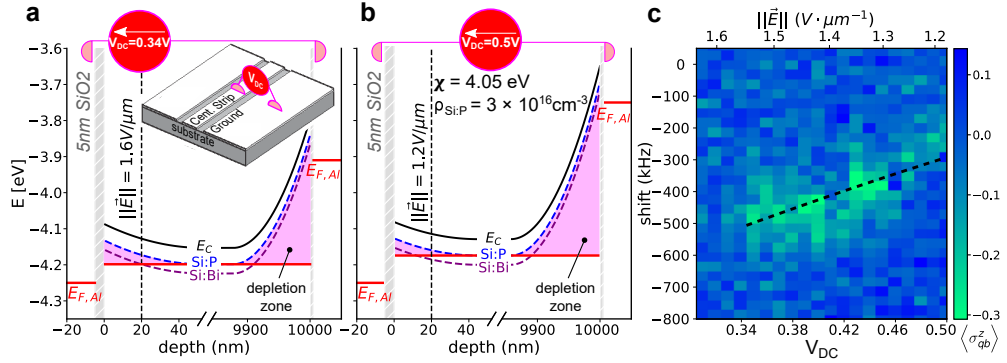 a
V_DC=0.34V
−3.6
−3.7
−3.8
−3.9
−4.0
−4.1
−4.2
−4.3
E [eV]
5nm SiO2
||E⃗|| = 1.6V/μm
V_DC
Cent. Strip
Ground
substrate
E_F,Al
E_C
Si:P
Si:Bi
depletion
zone
E_F,Al
−20
0
20
40
9900
10000
depth (nm)
b
V_DC=0.5V
5nm SiO2
||E⃗|| = 1.2V/μm
χ = 4.05 eV
ρ_Si:P = 3 × 10¹⁶cm⁻³
E_F,Al
E_C
Si:P
Si:Bi
depletion
zone
E_F,Al
−20
0
20
40
9900
10000
depth (nm)
c
||E⃗|| (V · μm⁻¹)
1.6
1.5
1.4
1.3
1.2
0
−100
−200
−300
−400
−500
−600
−700
−800
shift (kHz)
0.34
0.38
0.42
0.46
0.50
V_DC
0.1
0.0
−0.1
−0.2
−0.3
⟨σ^z_qb⟩